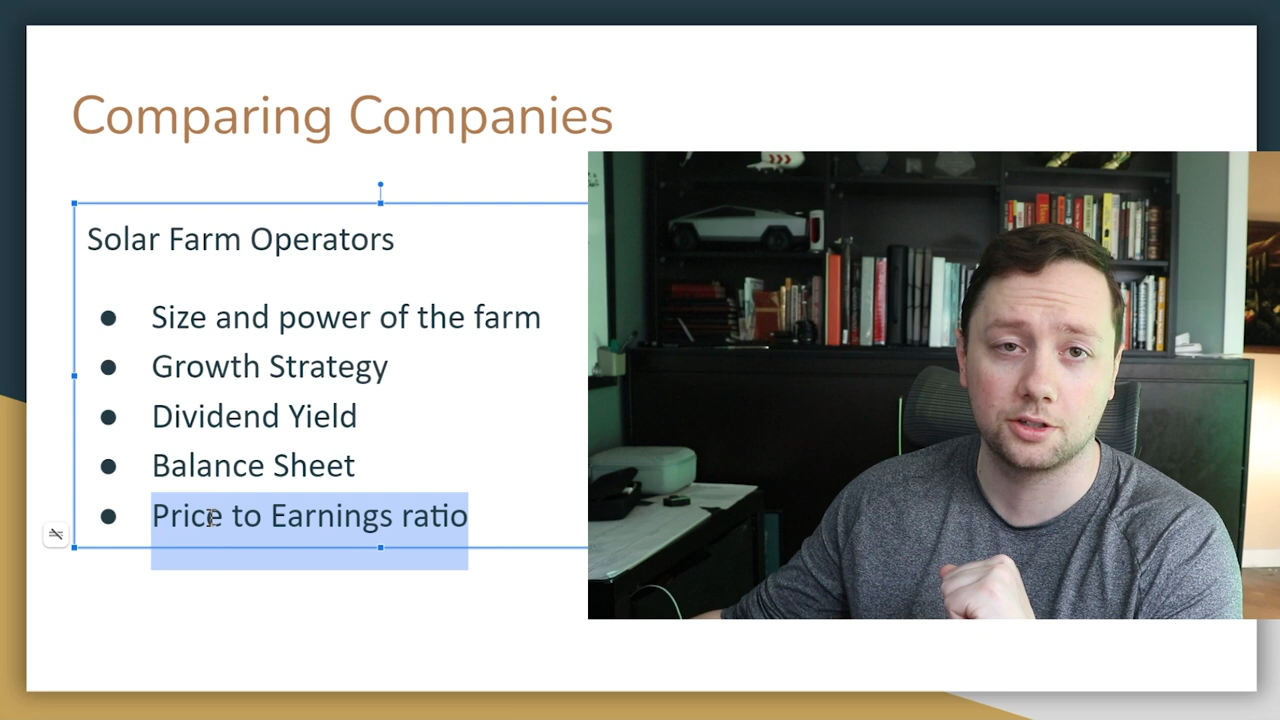 Comparing Companies
Solar Farm Operators
● Size and power of the farm
● Growth Strategy
● Dividend Yield
● Balance Sheet
● Price to Earnings ratio